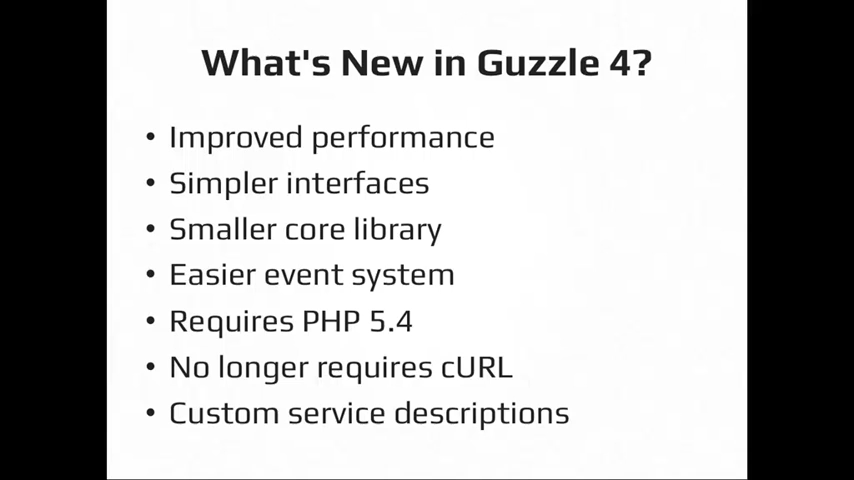 What's New in Guzzle 4?
• Improved performance
• Simpler interfaces
• Smaller core library
• Easier event system
• Requires PHP 5.4
• No longer requires cURL
• Custom service descriptions